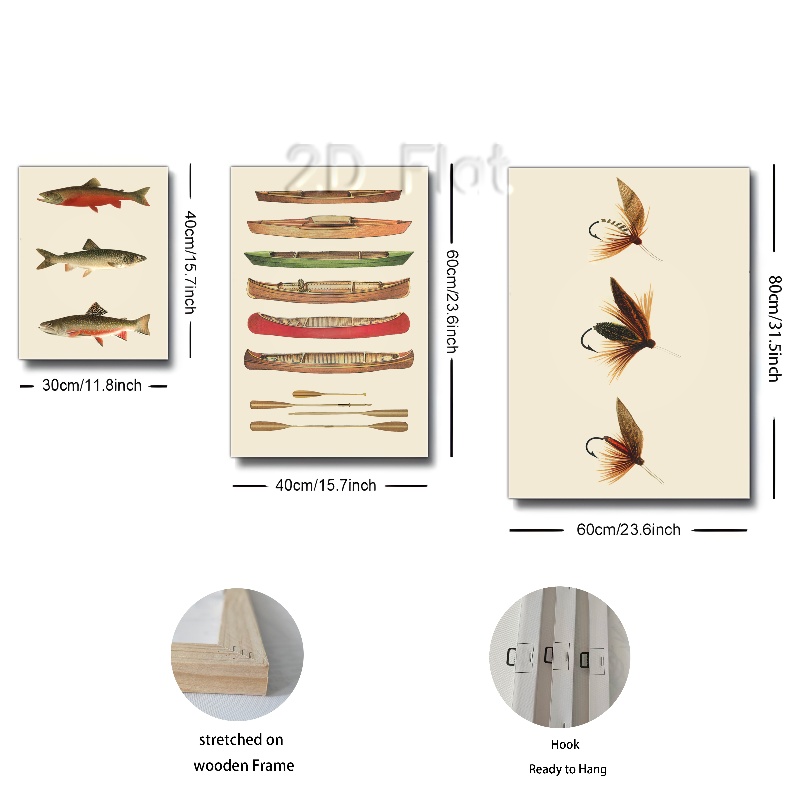 2D Flat
40cm/15.7inch
30cm/11.8inch
60cm/23.6inch
40cm/15.7inch
80cm/31.5inch
60cm/23.6inch
stretched on
wooden Frame
Hook
Ready to Hang